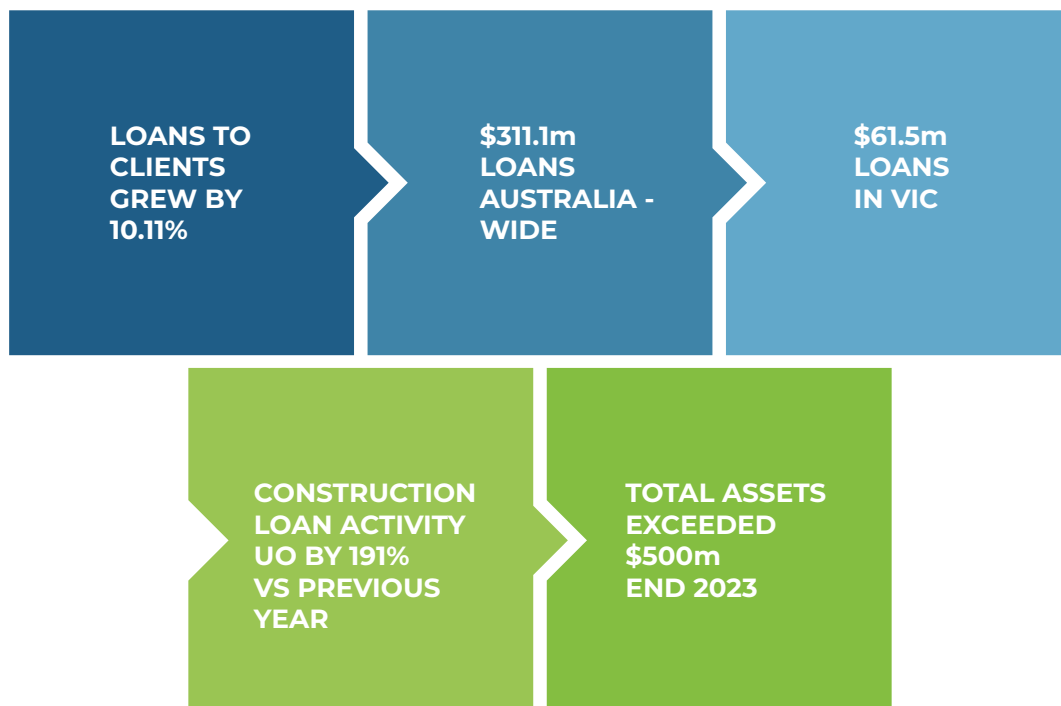 LOANS TO
CLIENTS
GREW BY
10.11%
$311.1m
LOANS
AUSTRALIA -
WIDE
$61.5m
LOANS
IN VIC
CONSTRUCTION
LOAN ACTIVITY
UO BY 191%
VS PREVIOUS
YEAR
TOTAL ASSETS
EXCEEDED
$500m
END 2023